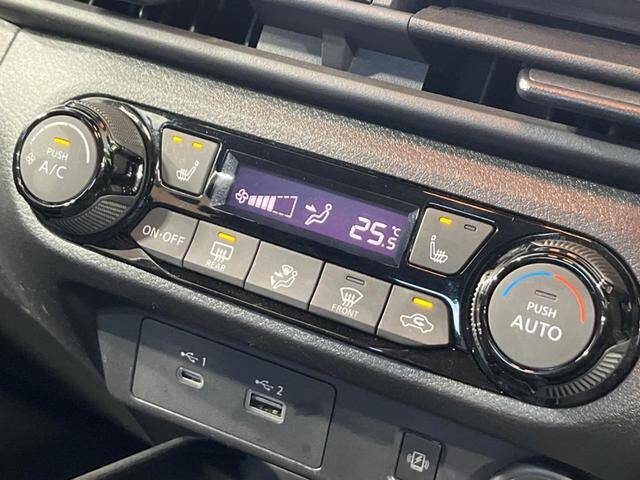 PUSH
A/C
25.5 °C
ON·OFF
REAR
FRONT
PUSH
AUTO
1
2